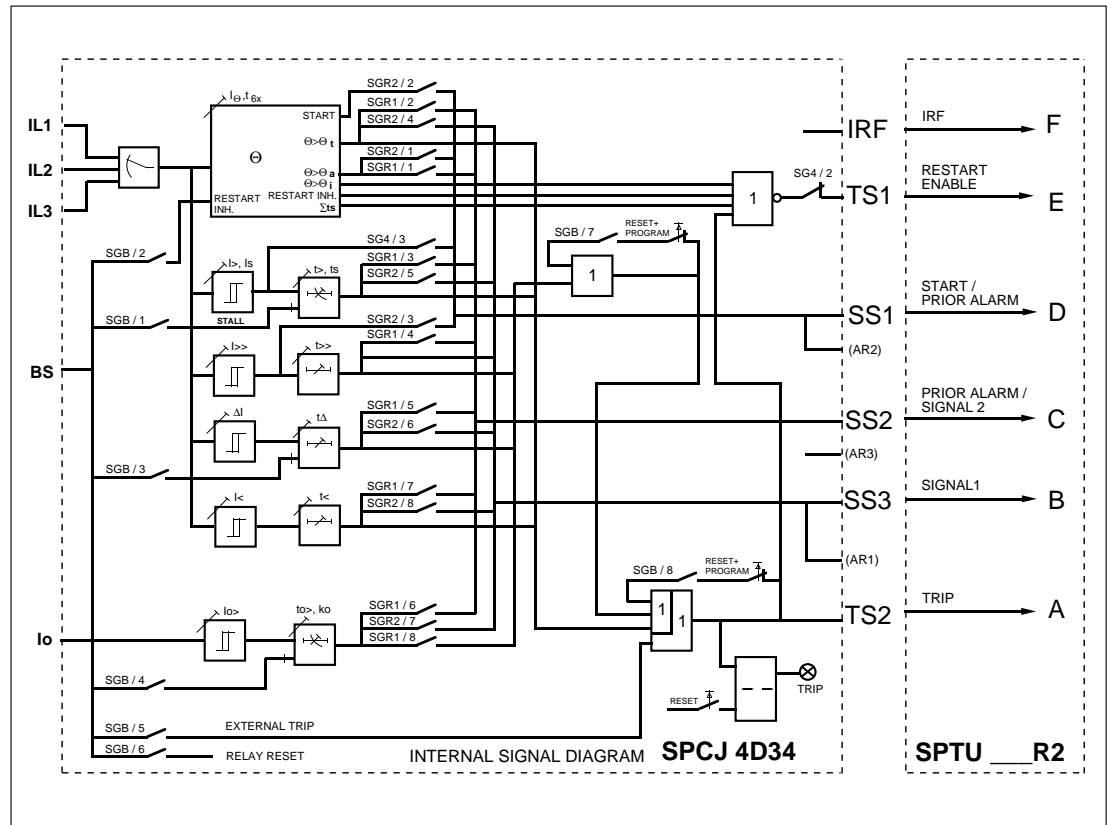 IL1
IL2
IL3
BS
Io
IΘ, t6x
Θ
START
Θ>Θt
Θ>Θa
Θ>Θi
RESTART INH.
RESTART INH.
Σts
SGR2 / 2
SGR1 / 2
SGR2 / 4
SGR2 / 1
SGR1 / 1
SGB / 2
SG4 / 3
SGR1 / 3
SGR2 / 5
I>, Is
t>, ts
STALL
SGB / 1
SGR2 / 3
SGR1 / 4
I>>
t>>
ΔI
tΔ
SGR1 / 5
SGR2 / 6
SGB / 3
I<
t<
SGR1 / 7
SGR2 / 8
Io>
to>, ko
SGR1 / 6
SGR2 / 7
SGR1 / 8
SGB / 4
SGB / 5
EXTERNAL TRIP
SGB / 6
RELAY RESET
SGB / 7
RESET+
PROGRAM
1
1
SG4 / 2
SGB / 8
RESET+
PROGRAM
1
1
RESET
TRIP
IRF
TS1
SS1
(AR2)
SS2
(AR3)
SS3
(AR1)
TS2
INTERNAL SIGNAL DIAGRAM
SPCJ 4D34
IRF
F
RESTART
ENABLE
E
START /
PRIOR ALARM
D
PRIOR ALARM /
SIGNAL 2
C
SIGNAL1
B
TRIP
A
SPTU ___R2